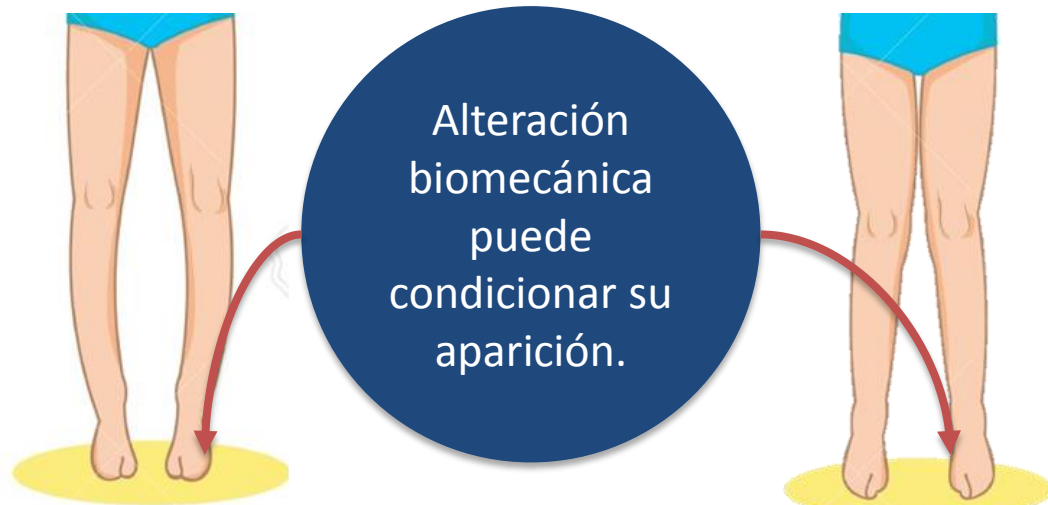 Alteración
biomecánica
puede
condicionar su
aparición.